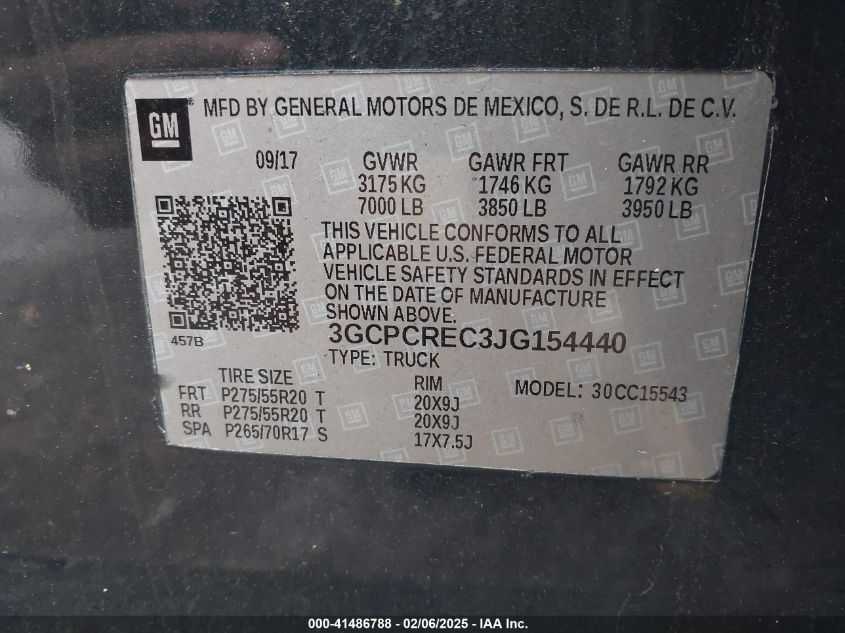 GM MFD BY GENERAL MOTORS DE MEXICO, S. DE R.L. DE C.V.
09/17 GVWR GAWR FRT GAWR RR
3175 KG 1746 KG 1792 KG
7000 LB 3850 LB 3950 LB
THIS VEHICLE CONFORMS TO ALL
APPLICABLE U.S. FEDERAL MOTOR
VEHICLE SAFETY STANDARDS IN EFFECT
ON THE DATE OF MANUFACTURE
SHOWN ABOVE.
457B
3GCPCREC3JG154440
TYPE: TRUCK
TIRE SIZE RIM MODEL: 30CC15543
FRT P275/55R20 T 20X9J
RR P275/55R20 T 20X9J
SPA P265/70R17 S 17X7.5J
000-41486788 - 02/06/2025 - IAA Inc.